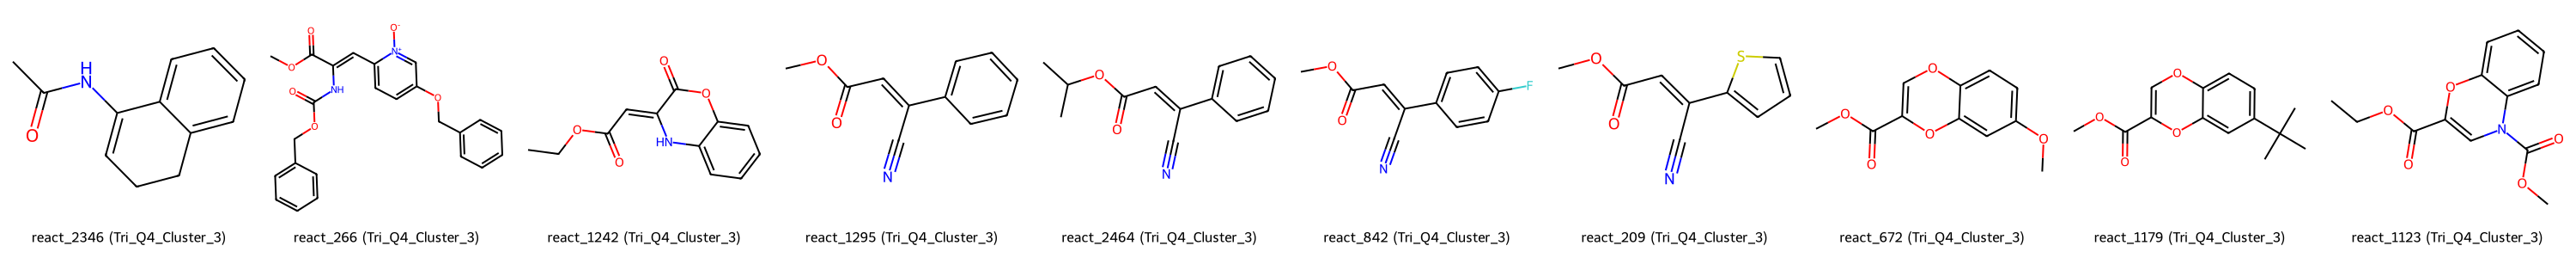 react_2346 (Tri_Q4_Cluster_3)
react_266 (Tri_Q4_Cluster_3)
react_1242 (Tri_Q4_Cluster_3)
react_1295 (Tri_Q4_Cluster_3)
react_2464 (Tri_Q4_Cluster_3)
react_842 (Tri_Q4_Cluster_3)
react_209 (Tri_Q4_Cluster_3)
react_672 (Tri_Q4_Cluster_3)
react_1179 (Tri_Q4_Cluster_3)
react_1123 (Tri_Q4_Cluster_3)